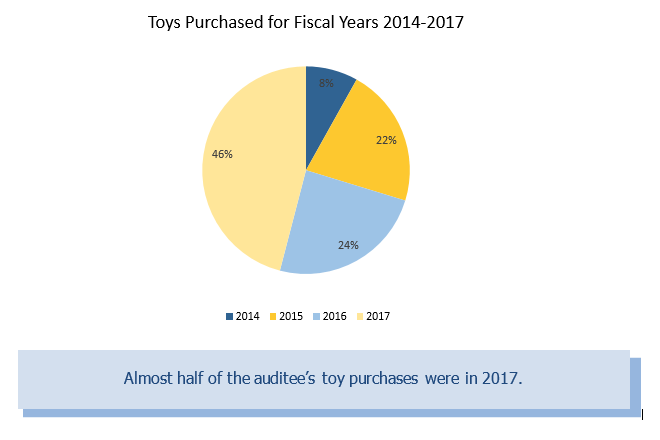 Toys Purchased for Fiscal Years 2014-2017
8%
22%
24%
46%
2014 2015 2016 2017
Almost half of the auditee’s toy purchases were in 2017.